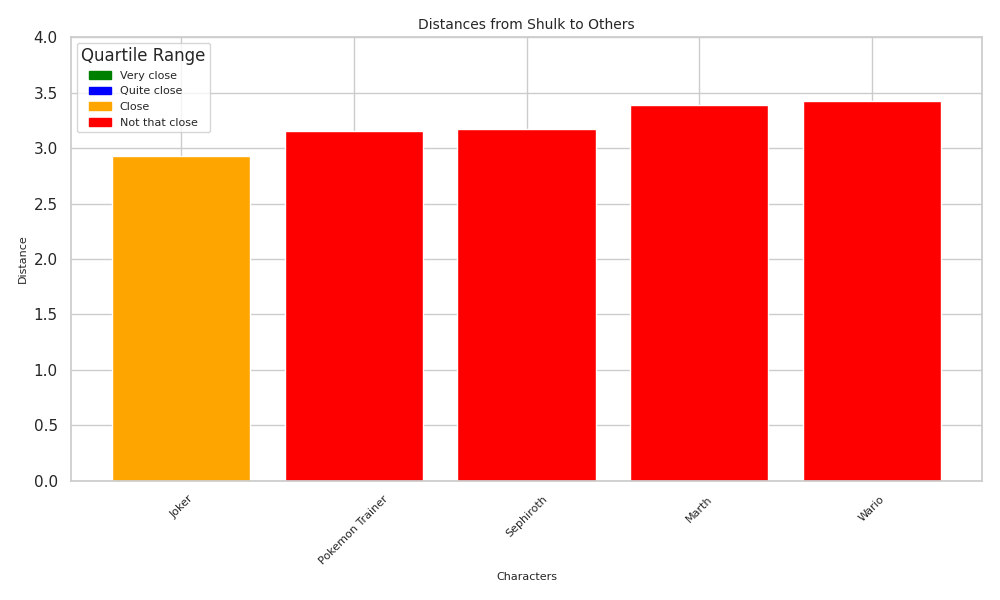 Distances from Shulk to Others
4.0
3.5
3.0
2.5
2.0
1.5
1.0
0.5
0.0
Distance
Quartile Range
Very close
Quite close
Close
Not that close
Joker
Pokemon Trainer
Sephiroth
Marth
Wario
Characters